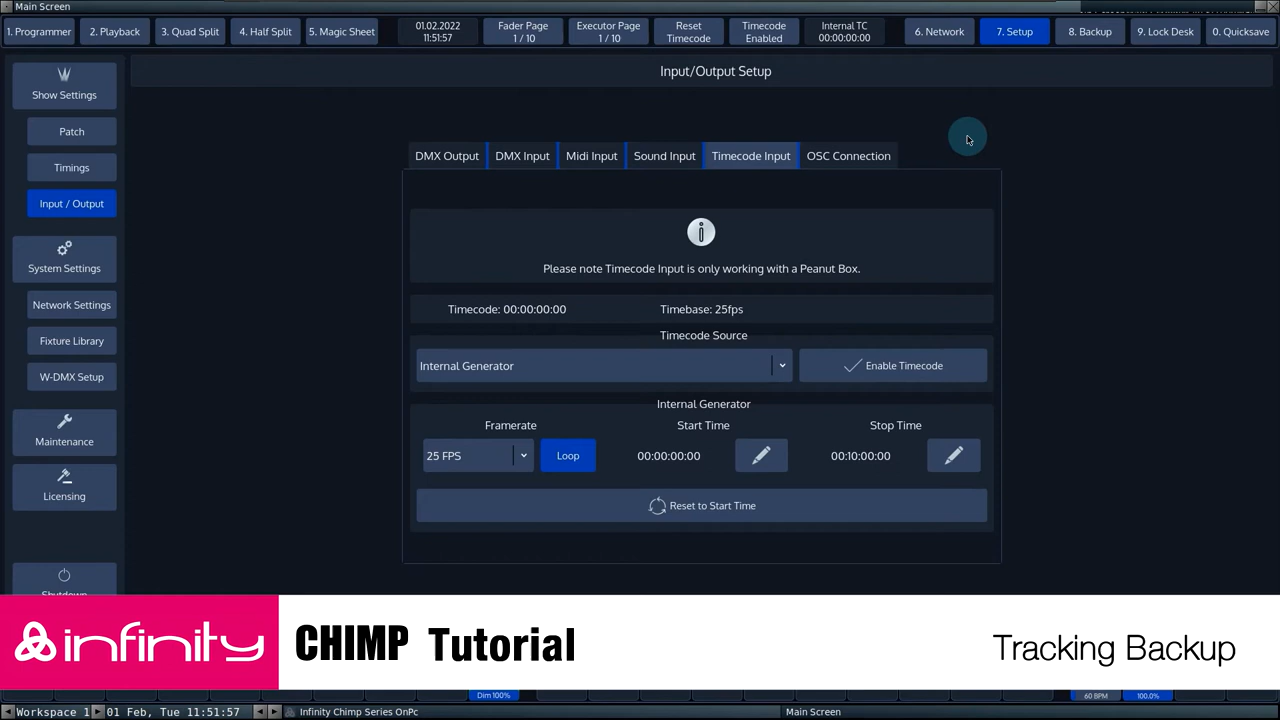 Main Screen
1. Programmer
2. Playback
3. Quad Split
4. Half Split
5. Magic Sheet
01.02.2022
11:51:57
Fader Page
1 / 10
Executor Page
1 / 10
Reset
Timecode
Timecode
Enabled
Internal TC
00:00:00:00
6. Network
7. Setup
8. Backup
9. Lock Desk
0. Quicksave
Input/Output Setup
Show Settings
Patch
Timings
Input / Output
System Settings
Network Settings
Fixture Library
W-DMX Setup
Maintenance
Licensing
Shutdown
DMX Output
DMX Input
Midi Input
Sound Input
Timecode Input
OSC Connection
Please note Timecode Input is only working with a Peanut Box.
Timecode: 00:00:00:00
Timebase: 25fps
Timecode Source
Internal Generator
Enable Timecode
Internal Generator
Framerate
Start Time
Stop Time
25 FPS
Loop
00:00:00:00
00:10:00:00
Reset to Start Time
infinity
CHIMP Tutorial
Tracking Backup
Dim 100%
60 BPM
100.0%
Workspace 1
01 Feb, Tue 11:51:57
Infinity Chimp Series OnPc
Main Screen